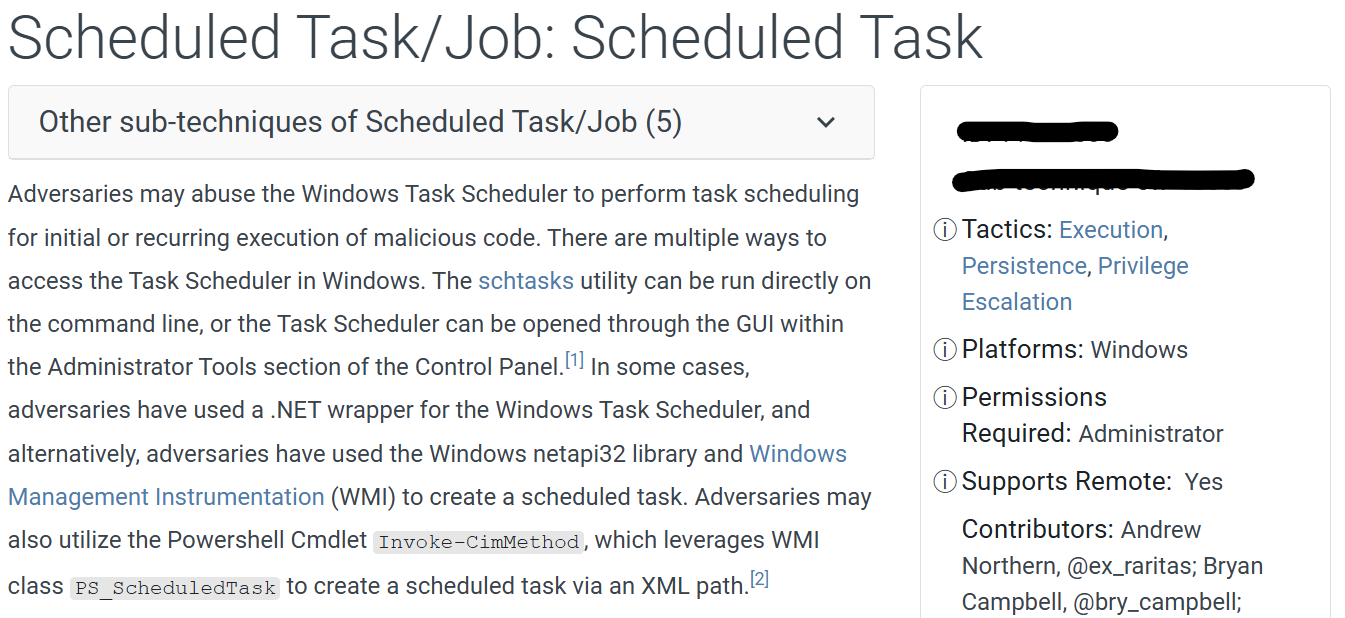 Scheduled Task/Job: Scheduled Task
Other sub-techniques of Scheduled Task/Job (5)
Adversaries may abuse the Windows Task Scheduler to perform task scheduling
for initial or recurring execution of malicious code. There are multiple ways to
access the Task Scheduler in Windows. The schtasks utility can be run directly on
the command line, or the Task Scheduler can be opened through the GUI within
the Administrator Tools section of the Control Panel.[1] In some cases,
adversaries have used a .NET wrapper for the Windows Task Scheduler, and
alternatively, adversaries have used the Windows netapi32 library and Windows
Management Instrumentation (WMI) to create a scheduled task. Adversaries may
also utilize the Powershell Cmdlet Invoke-CimMethod, which leverages WMI
class PS_ScheduledTask to create a scheduled task via an XML path.[2]
Tactics: Execution,
Persistence, Privilege
Escalation
Platforms: Windows
Permissions
Required: Administrator
Supports Remote: Yes
Contributors: Andrew
Northern, @ex_raritas; Bryan
Campbell, @bry_campbell;